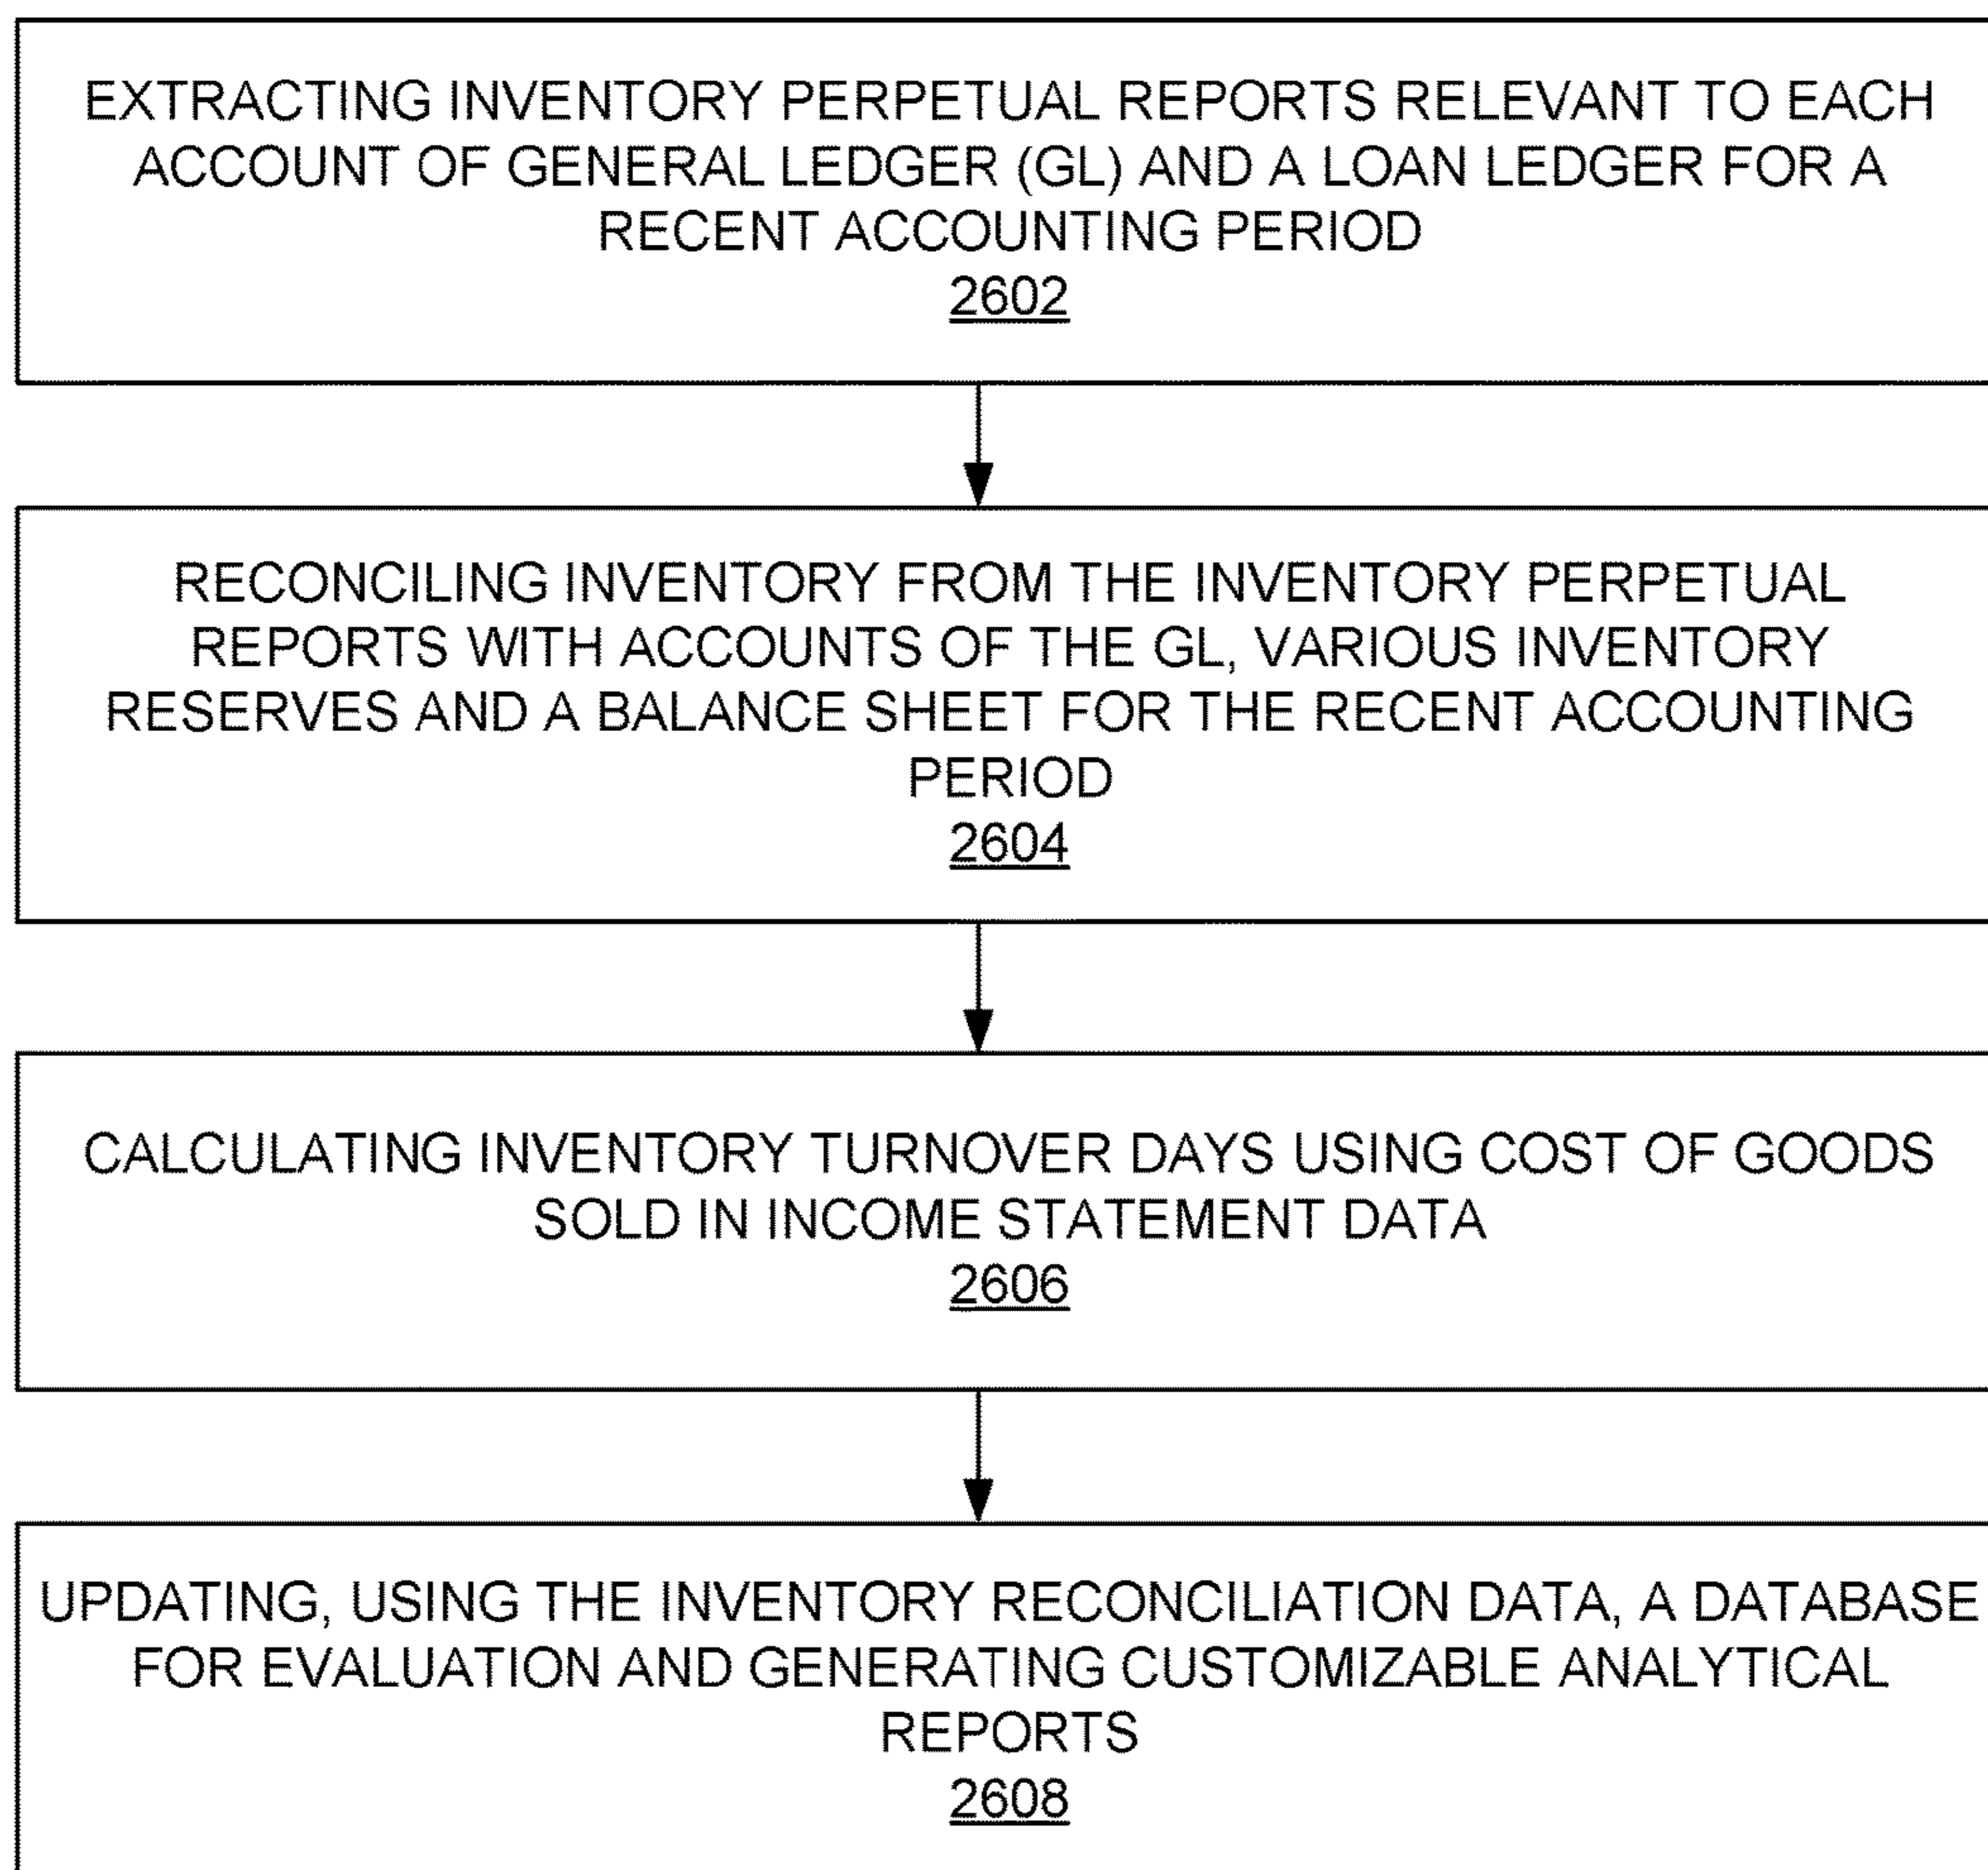 EXTRACTING INVENTORY PERPETUAL REPORTS RELEVANT TO EACH
ACCOUNT OF GENERAL LEDGER (GL) AND A LOAN LEDGER FOR A
RECENT ACCOUNTING PERIOD
2602
RECONCILING INVENTORY FROM THE INVENTORY PERPETUAL
REPORTS WITH ACCOUNTS OF THE GL, VARIOUS INVENTORY
RESERVES AND A BALANCE SHEET FOR THE RECENT ACCOUNTING
PERIOD
2604
CALCULATING INVENTORY TURNOVER DAYS USING COST OF GOODS
SOLD IN INCOME STATEMENT DATA
2606
UPDATING, USING THE INVENTORY RECONCILIATION DATA, A DATABASE
FOR EVALUATION AND GENERATING CUSTOMIZABLE ANALYTICAL
REPORTS
2608